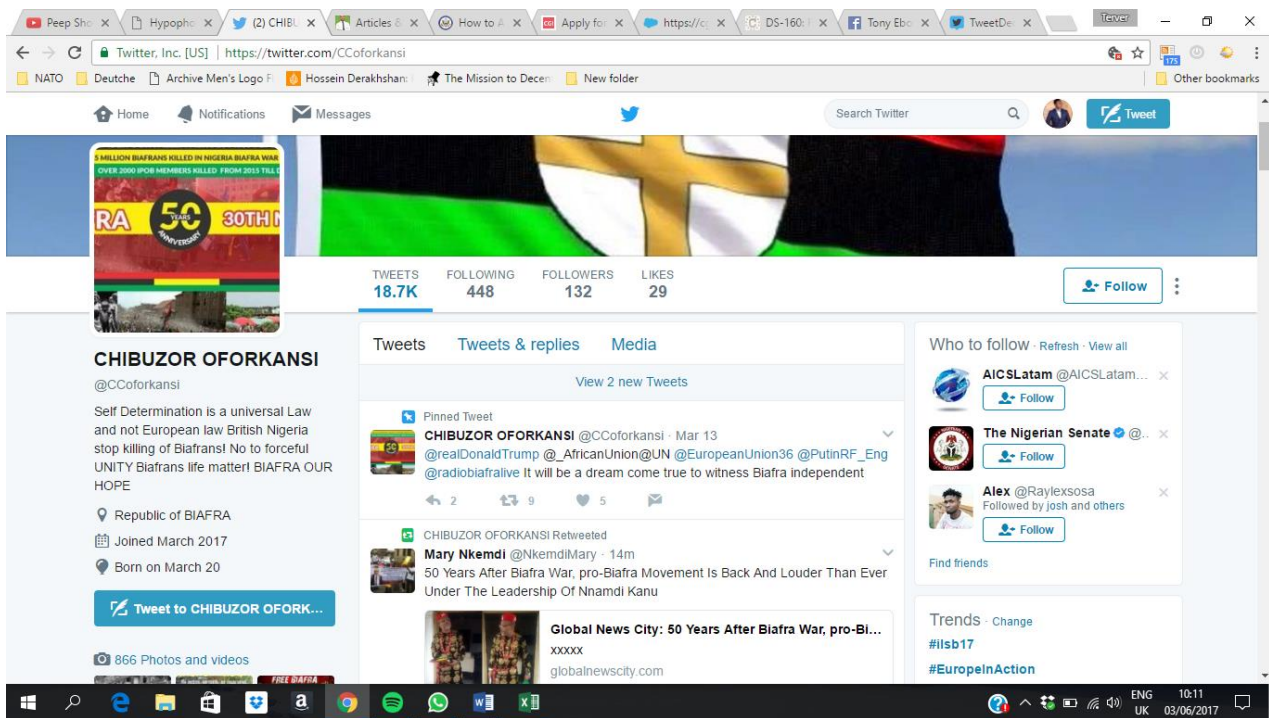 Peep Sho
Hypopho
(2) CHIBU
Articles &
How to A
Apply for
https://c
DS-160:
Tony Ebo
TweetDe
Terver
Twitter, Inc. [US] | https://twitter.com/CCoforkansi
175
NATO
Deutche
Archive Men's Logo F
Hossein Derakhshan:
The Mission to Decen
New folder
Other bookmarks
Home
Notifications
Messages
Search Twitter
Tweet
5 MILLION BIAFRANS KILLED IN NIGERIA BIAFRA WAR
OVER 2000 IPOB MEMBERS KILLED FROM 2015 TILL D
RA
50
YEARS
ANNIVERSARY
30TH M
TWEETS FOLLOWING FOLLOWERS LIKES
18.7K 448 132 29
Follow
CHIBUZOR OFORKANSI
@CCoforkansi
Self Determination is a universal Law
and not European law British Nigeria
stop killing of Biafrans! No to forceful
UNITY Biafrans life matter! BIAFRA OUR
HOPE
Republic of BIAFRA
Joined March 2017
Born on March 20
Tweet to CHIBUZOR OFORK...
866 Photos and videos
FREE BIAFRA
Tweets Tweets & replies Media
View 2 new Tweets
Pinned Tweet
CHIBUZOR OFORKANSI @CCoforkansi · Mar 13
@realDonaldTrump @_AfricanUnion@UN @EuropeanUnion36 @PutinRF_Eng
@radiobiafralive It will be a dream come true to witness Biafra independent
2 9 5
CHIBUZOR OFORKANSI Retweeted
Mary Nkemdi @NkemdiMary · 14m
50 Years After Biafra War, pro-Biafra Movement Is Back And Louder Than Ever
Under The Leadership Of Nnamdi Kanu
Global News City: 50 Years After Biafra War, pro-Bi...
xxxxx
globalnewscity.com
Who to follow · Refresh · View all
AICSLatam @AICSLatam...
Follow
The Nigerian Senate @..
Follow
Alex @Raylexsosa
Followed by josh and others
Follow
Find friends
Trends · Change
#ilsb17
#EuropeInAction
ENG
UK
10:11
03/06/2017